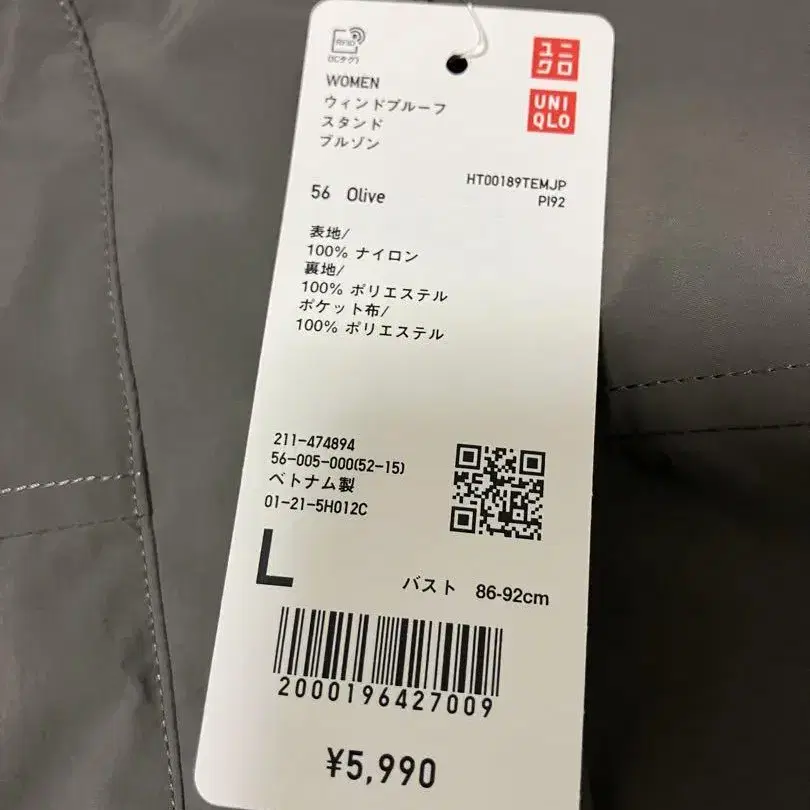 RFID
(ICタグ)
ユニ
クロ
WOMEN
ウィンドプルーフ
スタンド
ブルゾン
UNI
QLO
HT00189TEMJP
PI92
56 Olive
表地/
100% ナイロン
裏地/
100% ポリエステル
ポケット布/
100% ポリエステル
211-474894
56-005-000(52-15)
ベトナム製
01-21-5H012C
L
バスト 86-92cm
2000196427009
¥5,990